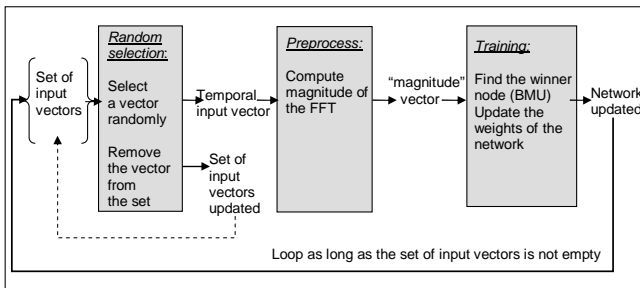 Set of
input
vectors
Random
selection:
Select
a vector
randomly
Remove
the vector
from
the set
Temporal
input vector
Set of
input
vectors
updated
Preprocess:
Compute
magnitude of
the FFT
“magnitude”
vector
Training:
Find the winner
node (BMU)
Update the
weights of the
network
Network
updated
Loop as long as the set of input vectors is not empty